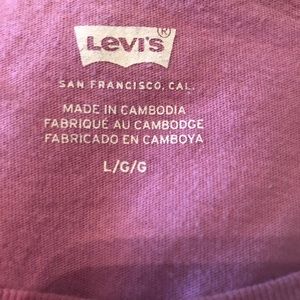 LEVI'S®
SAN FRANCISCO, CAL.
MADE IN CAMBODIA
FABRIQUÉ AU CAMBODGE
FABRICADO EN CAMBOYA
L/G/G